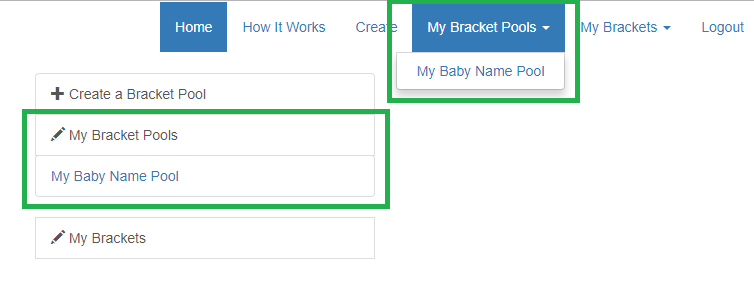 Home How It Works Create My Bracket Pools My Brackets Logout
My Baby Name Pool
Create a Bracket Pool
My Bracket Pools
My Baby Name Pool
My Brackets